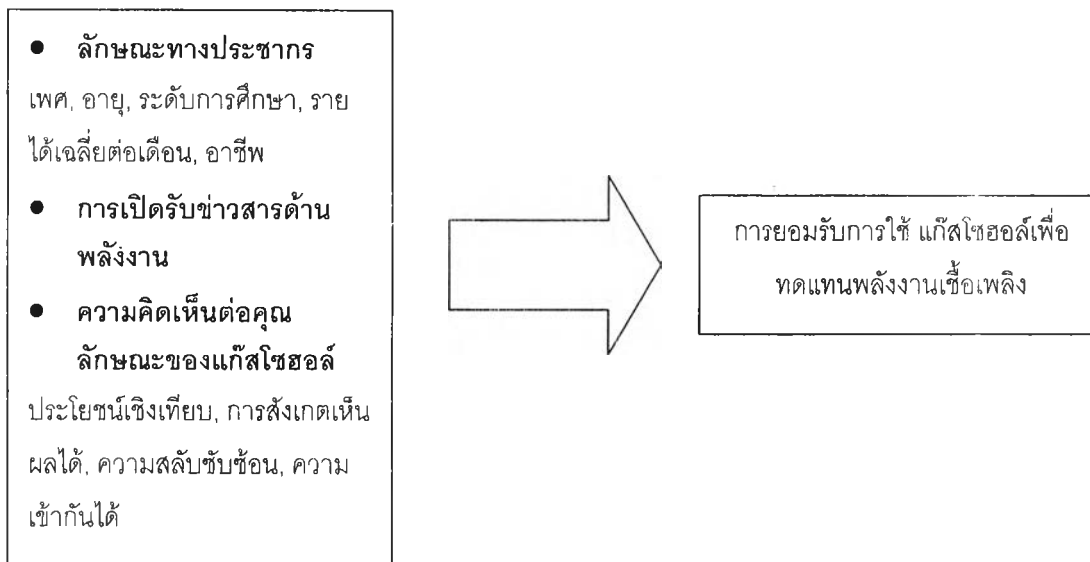 ● ลักษณะทางประชากร
เพศ, อายุ, ระดับการศึกษา, ราย
ได้เฉลี่ยต่อเดือน, อาชีพ
● การเปิดรับข่าวสารด้าน
พลังงาน
● ความคิดเห็นต่อคุณ
ลักษณะของแก๊สโซฮอล์
ประโยชน์เชิงเทียบ, การสังเกตเห็น
ผลได้, ความสลับซับซ้อน, ความ
เข้ากันได้
การยอมรับการใช้ แก๊สโซฮอล์เพื่อ
ทดแทนพลังงานเชื้อเพลิง